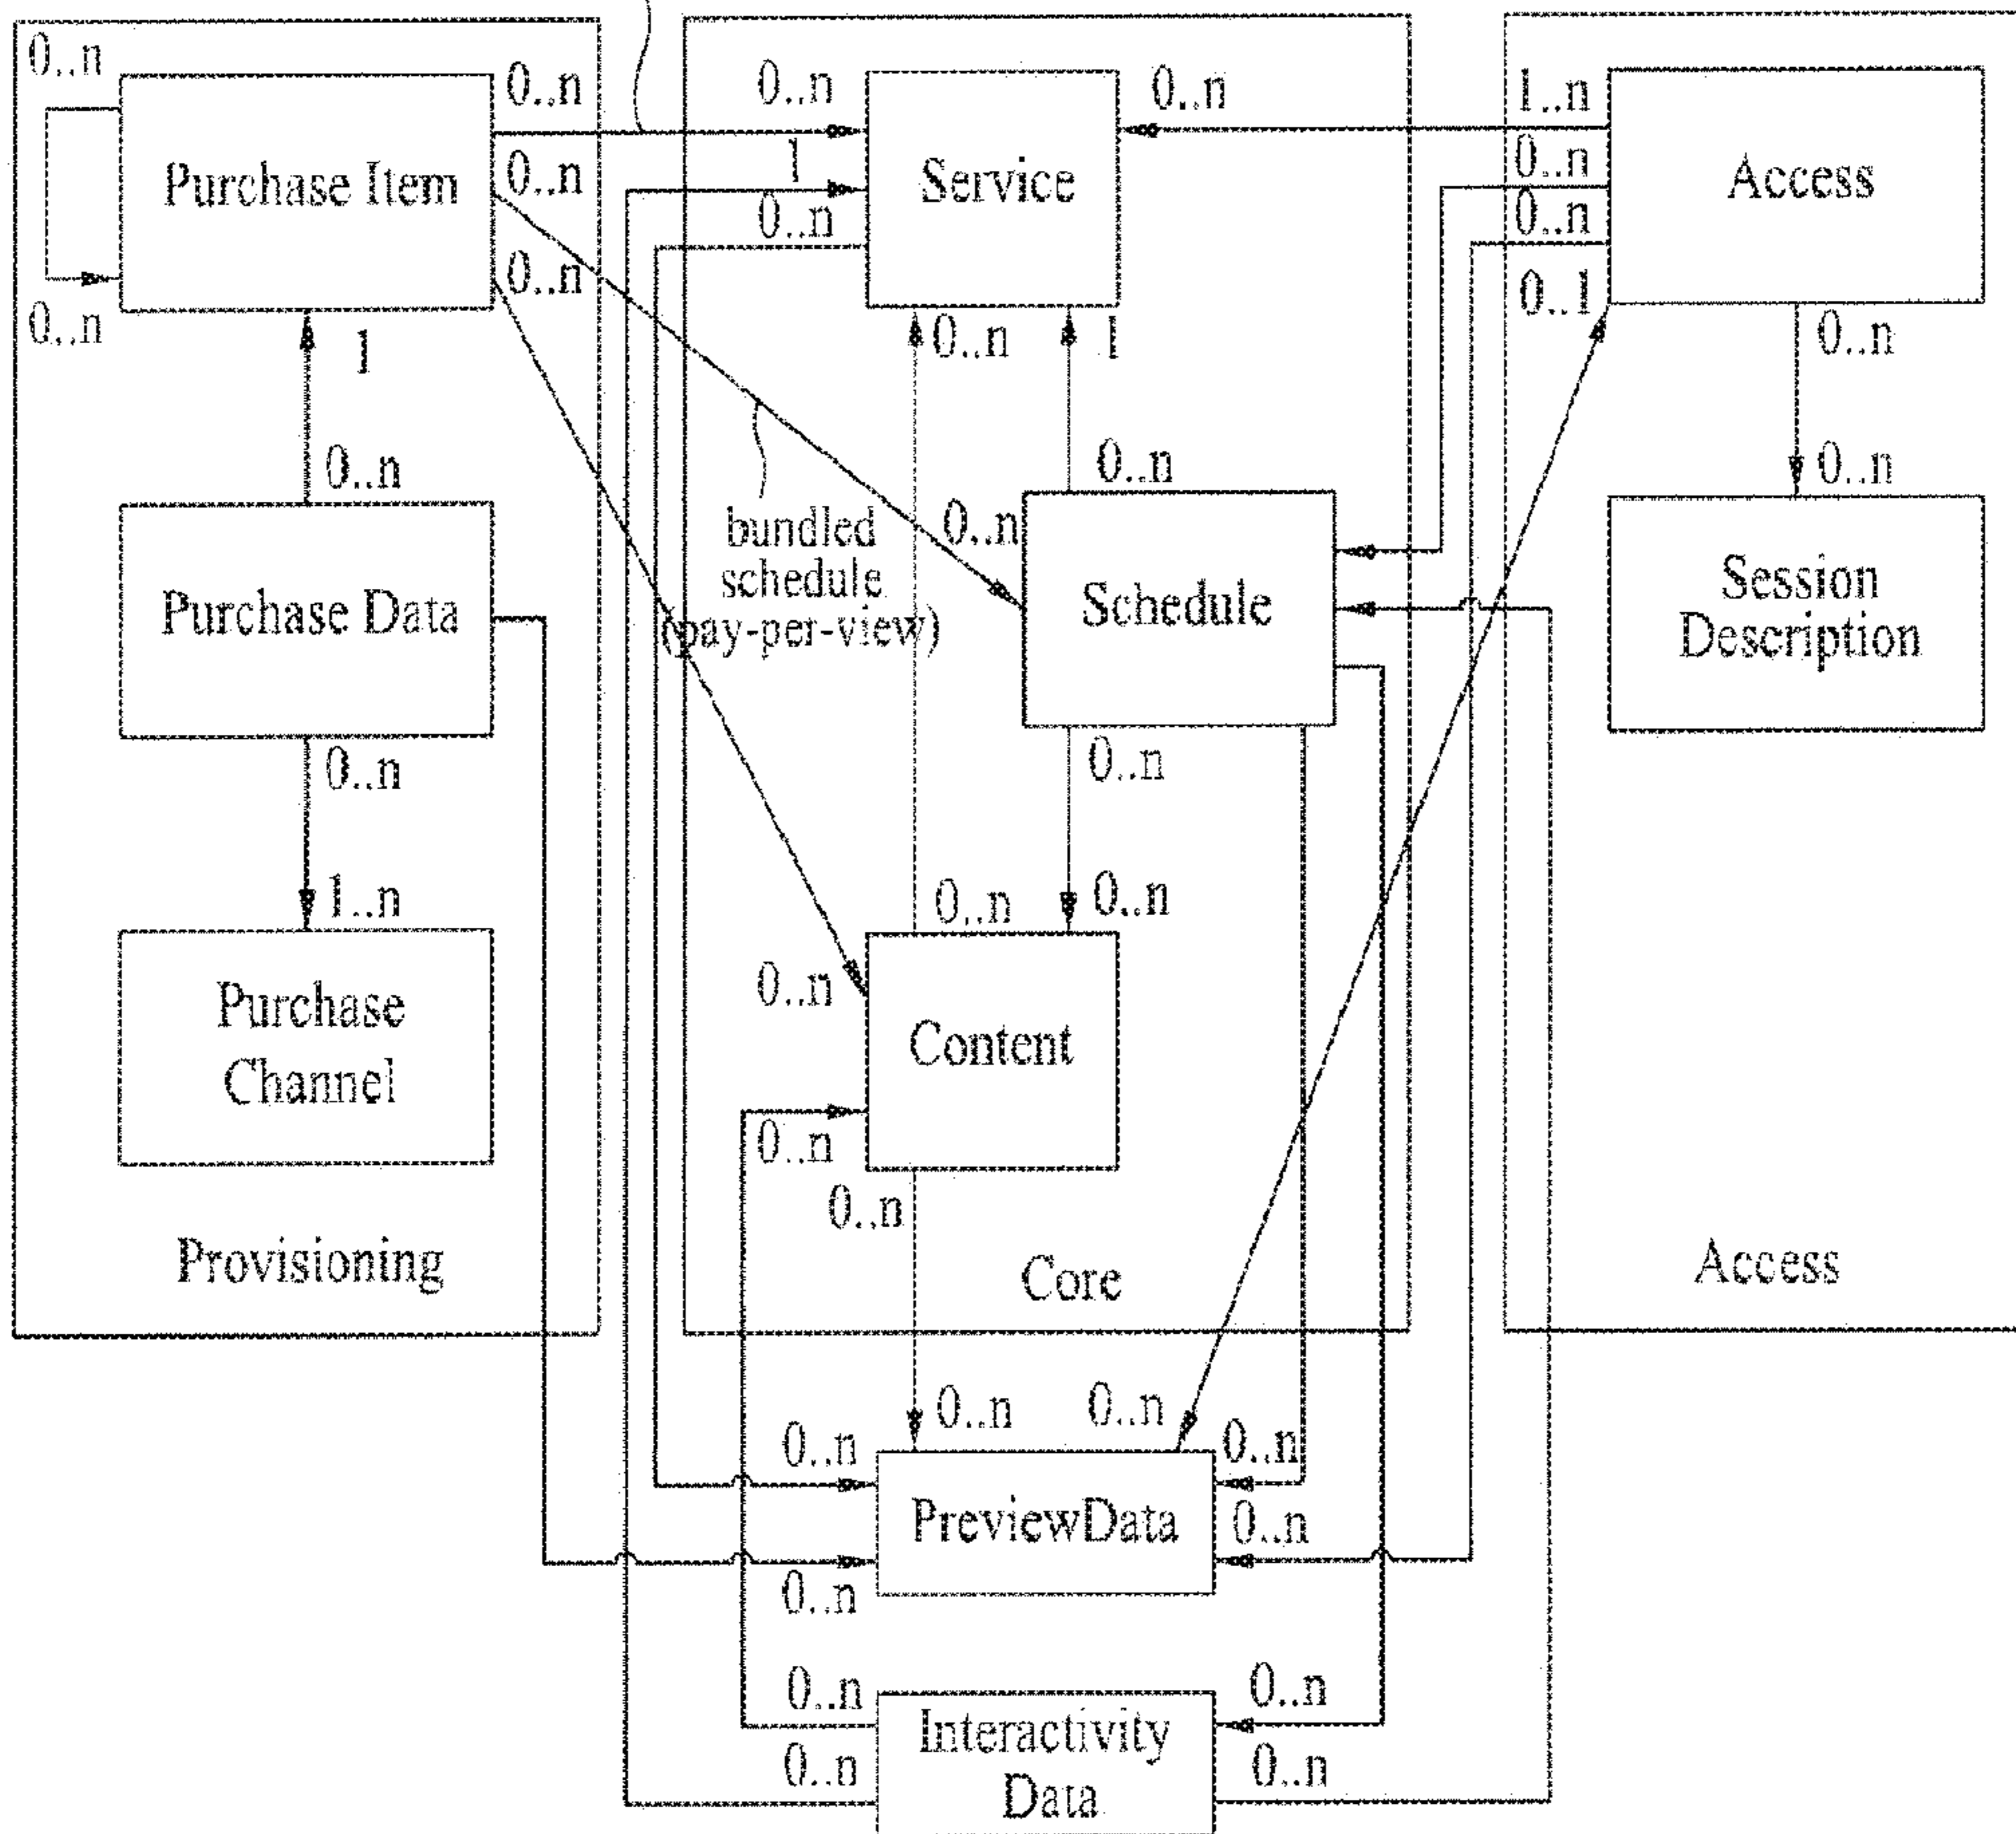 0..n
0..n
0..n
0..n
1..n
Purchase Item
0..n
1
Service
0..n
Access
0..n
0..n
0..n
0..n
0..1
0..n
1
0..n
1
0..n
0..n
0..n
0..n
0..n
bundled
schedule
(pay-per-view)
0..n
Purchase Data
Schedule
Session
Description
0..n
0..n
1..n
0..n
0..n
Purchase
Channel
0..n
Content
0..n
0..n
Provisioning
Core
Access
0..n
0..n
0..n
0..n
PreviewData
0..n
0..n
0..n
0..n
Interactivity
Data
0..n
0..n